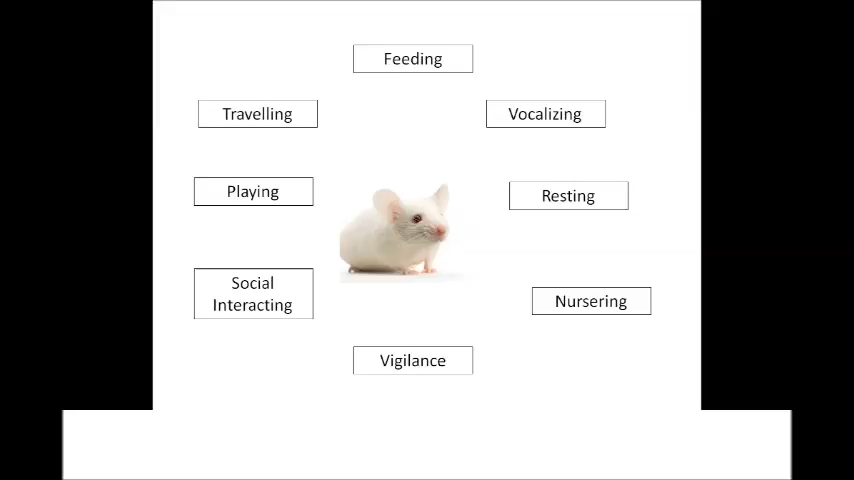 Feeding
Travelling
Vocalizing
Playing
Resting
Social
Interacting
Nursering
Vigilance